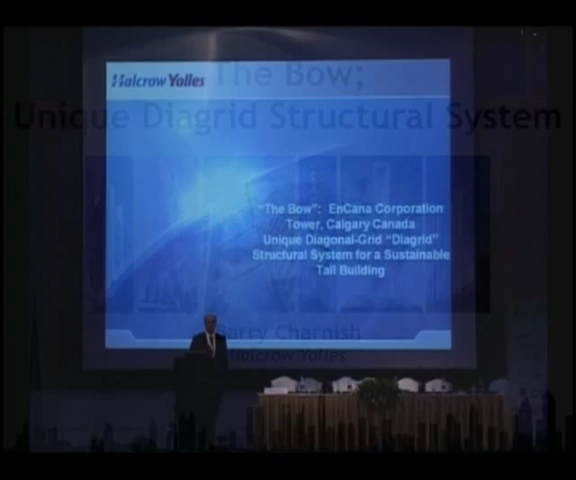 Halcrow Yolles
The Bow;
Unique Diagrid Structural System
"The Bow": EnCana Corporation
Tower, Calgary Canada
Unique Diagonal-Grid "Diagrid"
Structural System for a Sustainable
Tall Building
Barry Charnish
Halcrow Yolles